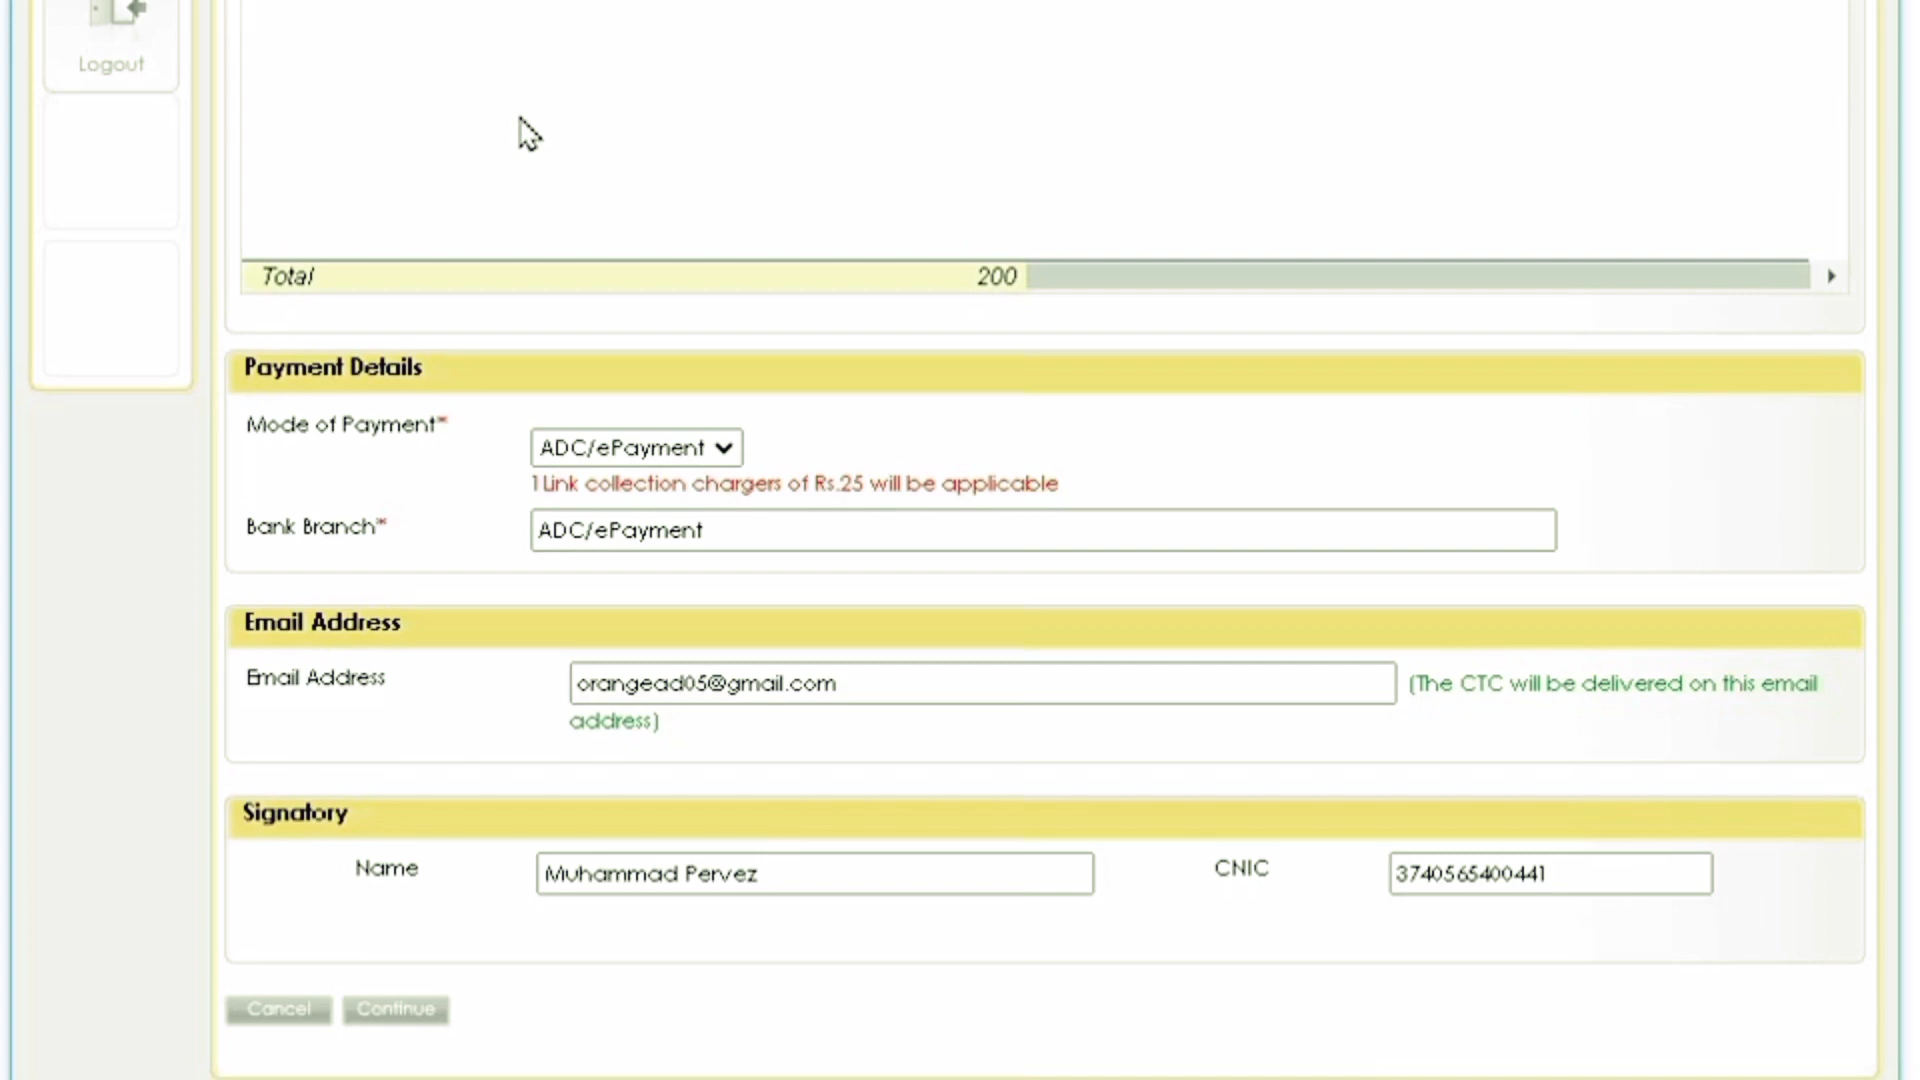 Logout
Total 200
Payment Details
Mode of Payment*
ADC/ePayment
1Link collection chargers of Rs.25 will be applicable
Bank Branch* ADC/ePayment
Email Address
Email Address orangead05@gmail.com (The CTC will be delivered on this email
address)
Signatory
Name Muhammad Pervez CNIC 3740565400441
Cancel Continue